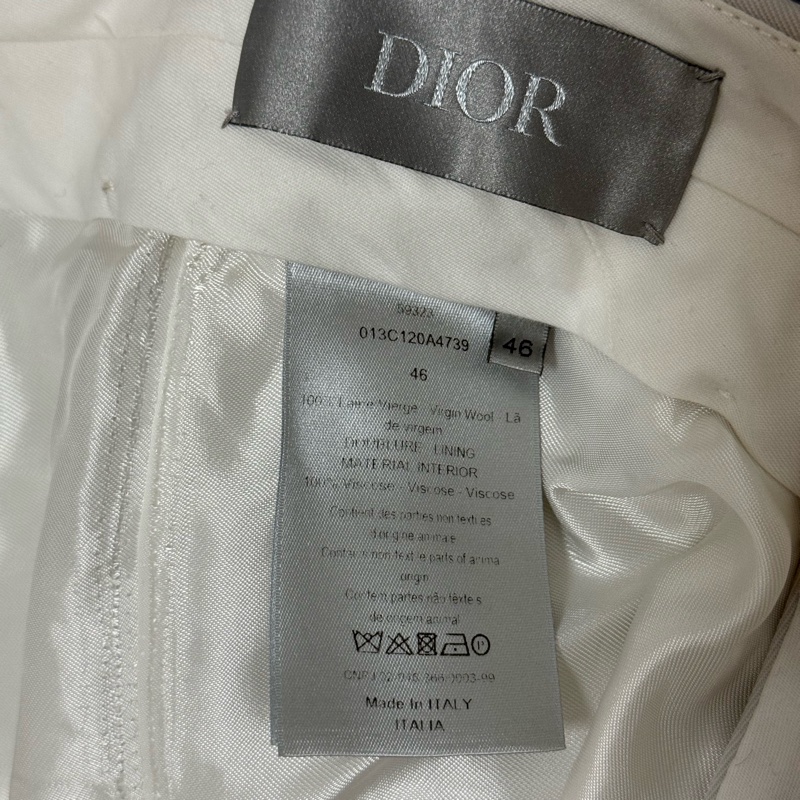 DIOR
59323
013C120A4739
46
46
100% Laine Vierge - Virgin Wool - Lã
de virgem
DOUBLURE LINING
MATERIAL INTERIOR
100% Viscose - Viscose - Viscose
Contient des parties non textiles
d'origine animale
Contains non textile parts of animal
origin
Contem partes não têxteis
de origem animal
P
CNPJ
Made In ITALY
ITALIA